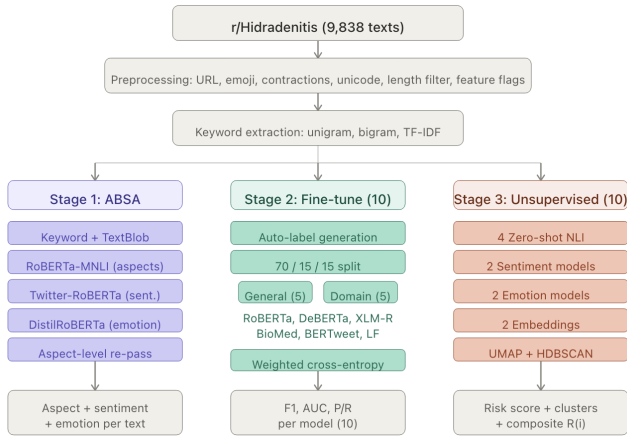 r/Hidradenitis (9,838 texts)
Preprocessing: URL, emoji, contractions, unicode, length filter, feature flags
Keyword extraction: unigram, bigram, TF-IDF
Stage 1: ABSA
Keyword + TextBlob
RoBERTa-MNLI (aspects)
Twitter-RoBERTa (sent.)
DistilRoBERTa (emotion)
Aspect-level re-pass
Aspect + sentiment
+ emotion per text
Stage 2: Fine-tune (10)
Auto-label generation
70 / 15 / 15 split
General (5)
Domain (5)
RoBERTa, DeBERTa, XLM-R
BioMed, BERTweet, LF
Weighted cross-entropy
F1, AUC, P/R
per model (10)
Stage 3: Unsupervised (10)
4 Zero-shot NLI
2 Sentiment models
2 Emotion models
2 Embeddings
UMAP + HDBSCAN
Risk score + clusters
+ composite R(i)